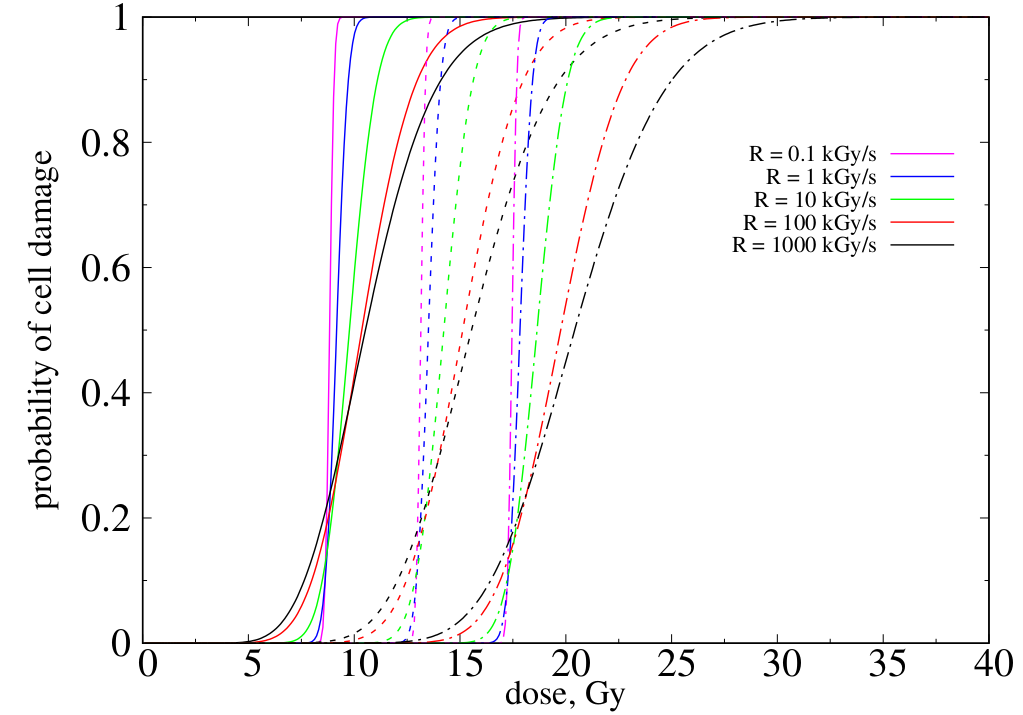 probability of cell damage
1
0.8
0.6
0.4
0.2
0
R = 0.1 kGy/s
R = 1 kGy/s
R = 10 kGy/s
R = 100 kGy/s
R = 1000 kGy/s
0 5 10 15 20 25 30 35 40
dose, Gy